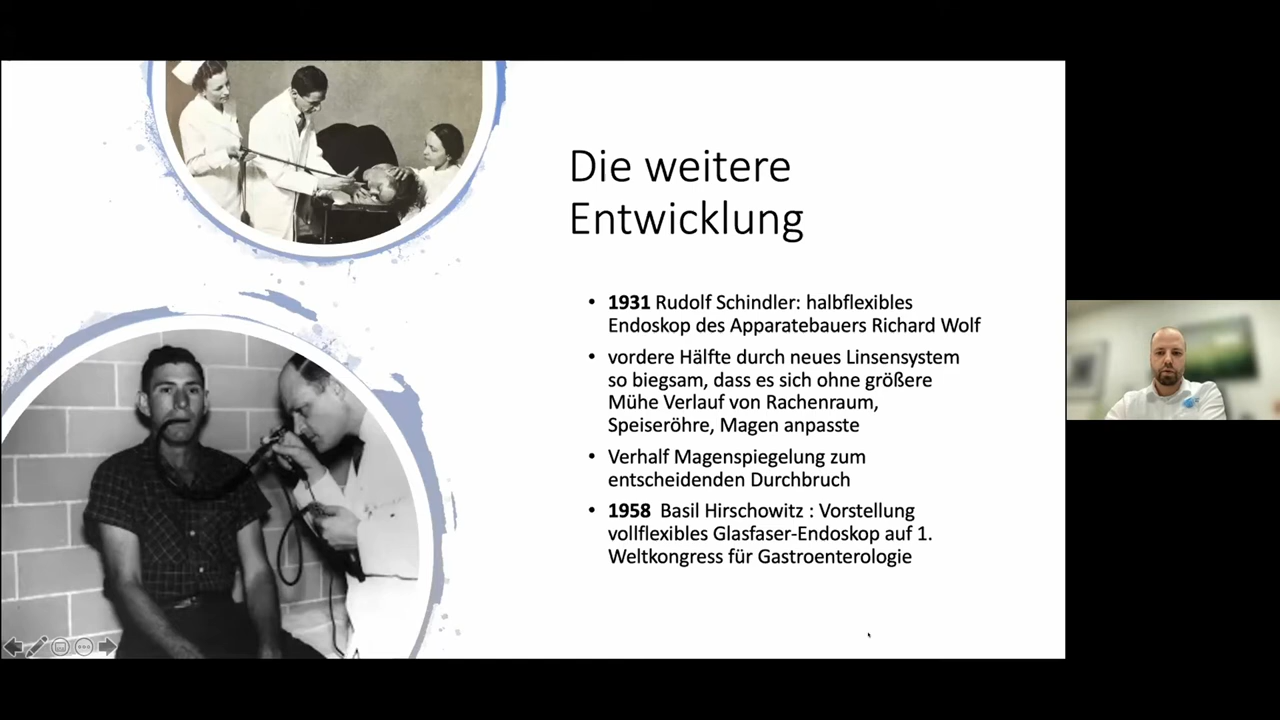 Die weitere
Entwicklung
• 1931 Rudolf Schindler: halbflexibles
Endoskop des Apparatebauers Richard Wolf
• vordere Hälfte durch neues Linsensystem
so biegsam, dass es sich ohne größere
Mühe Verlauf von Rachenraum,
Speiseröhre, Magen anpasste
• Verhalf Magenspiegelung zum
entscheidenden Durchbruch
• 1958 Basil Hirschowitz : Vorstellung
vollflexibles Glasfaser-Endoskop auf 1.
Weltkongress für Gastroenterologie